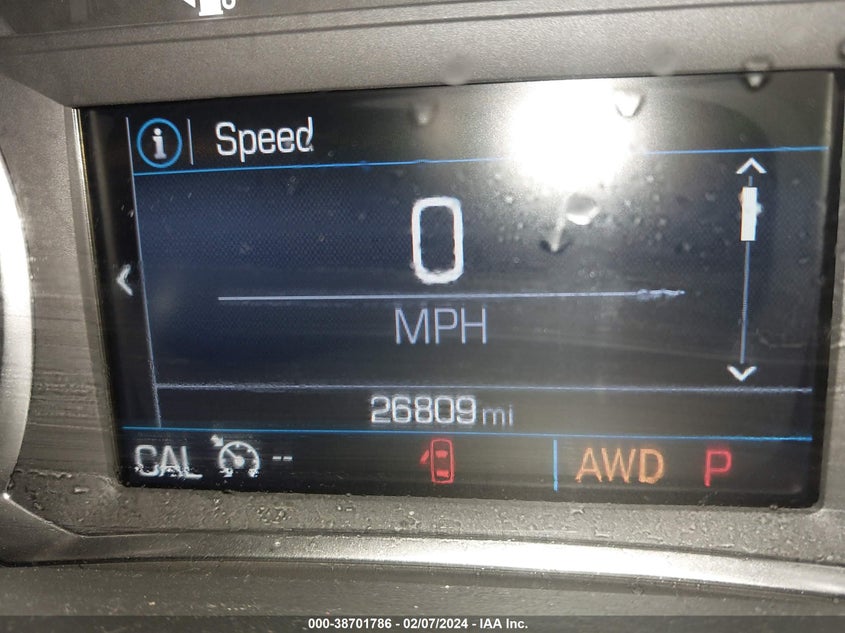 i Speed
0
MPH
26809 mi
CAL -- AWD P
000-38701786 - 02/07/2024 - IAA Inc.